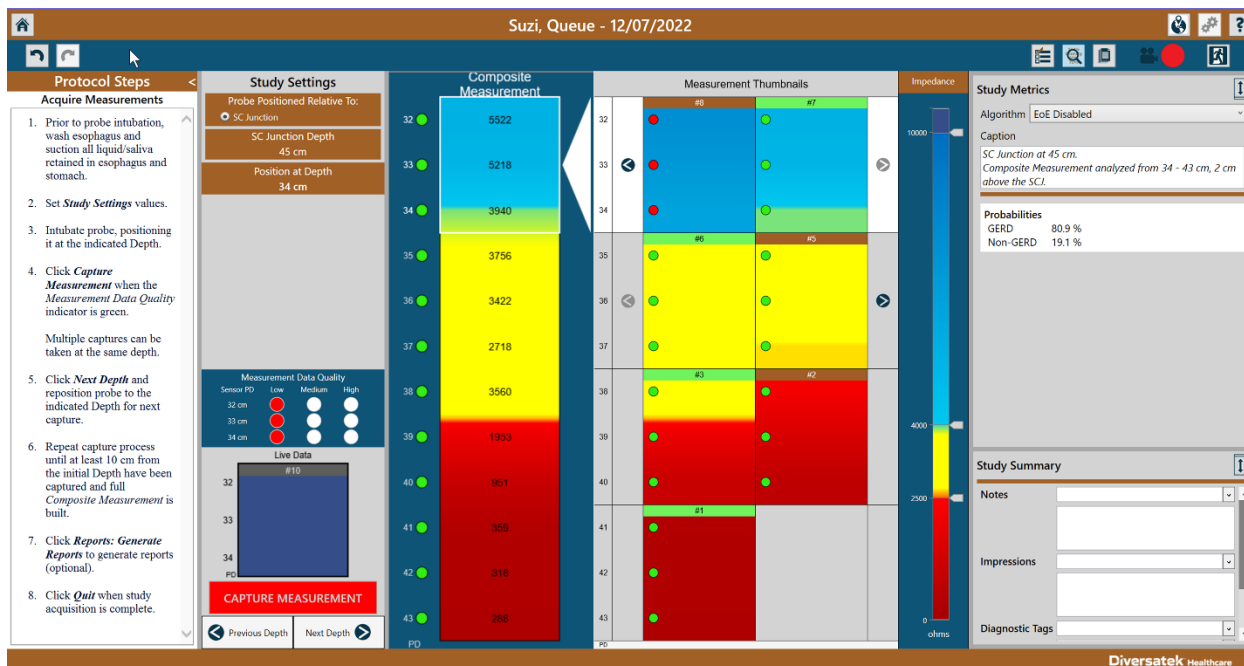 Suzi, Queue - 12/07/2022
?
Protocol Steps
<
Acquire Measurements
1. Prior to probe intubation,
wash esophagus and
suction all liquid/saliva
retained in esophagus and
stomach.
2. Set Study Settings values.
3. Intubate probe, positioning
it at the indicated Depth.
4. Click Capture
Measurement when the
Measurement Data Quality
indicator is green.
Multiple captures can be
taken at the same depth.
5. Click Next Depth and
reposition probe to the
indicated Depth for next
capture.
6. Repeat capture process
until at least 10 cm from
the initial Depth have been
captured and full
Composite Measurement is
built.
7. Click Reports: Generate
Reports to generate reports
(optional).
8. Click Quit when study
acquisition is complete.
Study Settings
Probe Positioned Relative To:
SC Junction
SC Junction Depth
45 cm
Position at Depth
34 cm
Measurement Data Quality
Sensor PD Low Medium High
32 cm
33 cm
34 cm
Live Data
#10
32
33
34
PD
CAPTURE MEASUREMENT
Previous Depth
Next Depth
Composite
Measurement
32 5522
33 5218
34 3940
35 3756
36 3422
37 2718
38 3560
39 1953
40 951
41 359
42 318
43 268
PD
Measurement Thumbnails
#8 #7
32
33
34
#6 #5
35
36
37
#3 #2
38
39
40
#1
41
42
43
PD
Impedance
10000
4000
2500
0
ohms
Study Metrics
Algorithm EoE Disabled
Caption
SC Junction at 45 cm.
Composite Measurement analyzed from 34 - 43 cm, 2 cm
above the SCJ.
Probabilities
GERD 80.9 %
Non-GERD 19.1 %
Study Summary
Notes
Impressions
Diagnostic Tags
Diversatek Healthcare